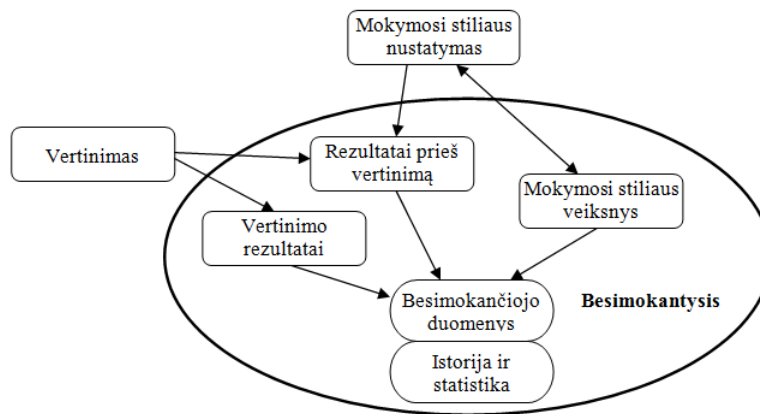 Mokymosi stiliaus
nustatymas
Vertinimas
Rezultatai prieš
vertinimą
Mokymosi stiliaus
veiksnys
Vertinimo
rezultatai
Besimokančiojo
duomenys
Besimokantysis
Istorija ir
statistika